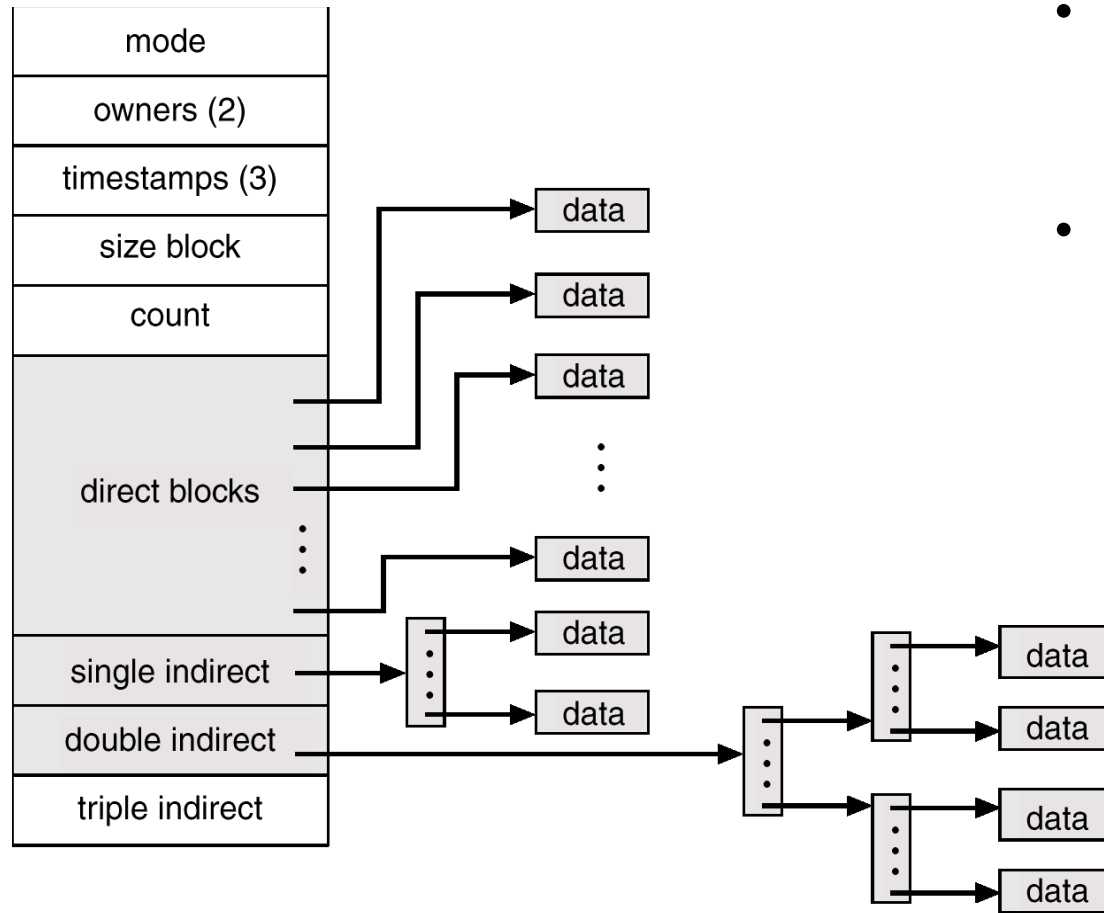 mode
owners (2)
timestamps (3)
size block
count
direct blocks
single indirect
double indirect
triple indirect
data
data
data
data
data
data
data
data
data
data